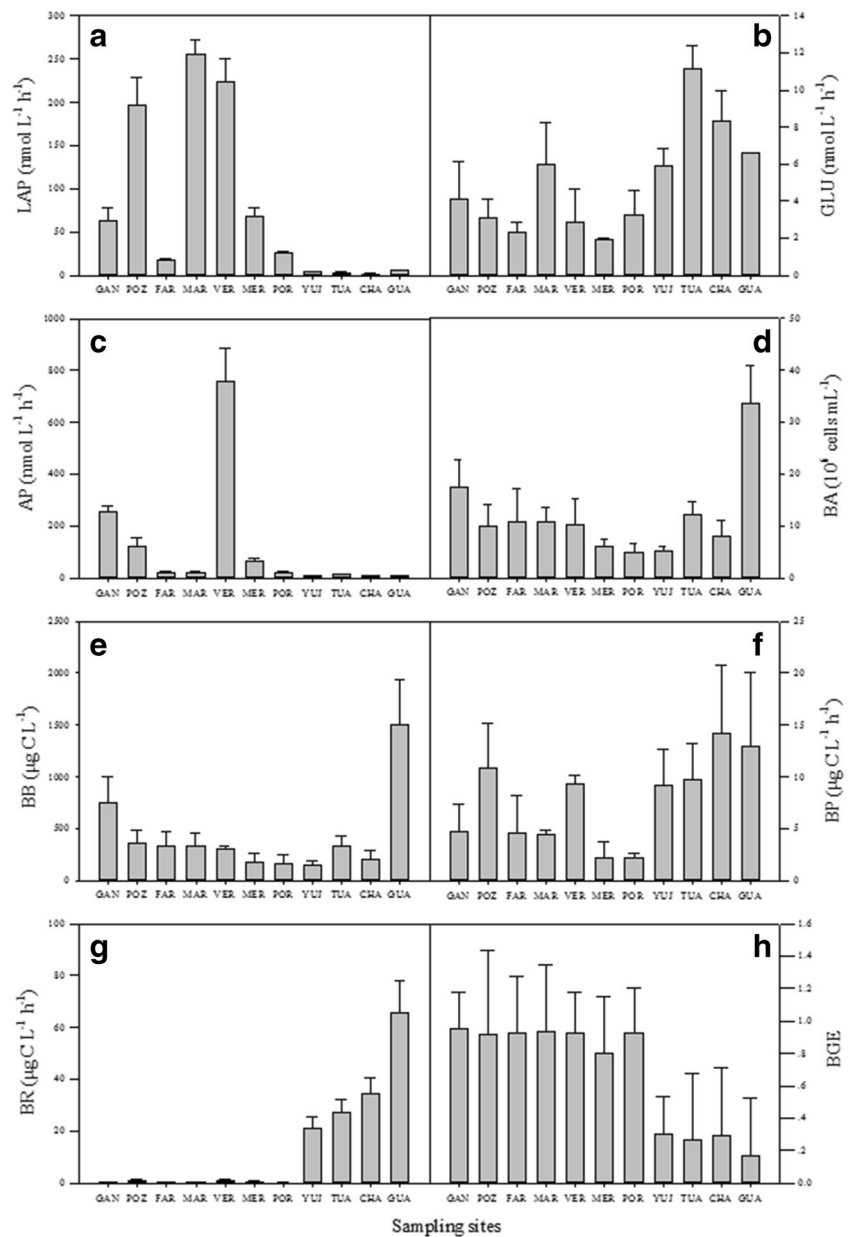 a
b
LAP (nmol L⁻¹ h⁻¹)
300
250
200
150
100
50
0
14
12
10
8
6
4
2
0
GLU (nmol L⁻¹ h⁻¹)
GAN POZ FAR MAR VER MER POR YUJ TUA CHA GUA
GAN POZ FAR MAR VER MER POR YUJ TUA CHA GUA
c
d
AP (nmol L⁻¹ h⁻¹)
1000
800
600
400
200
0
50
40
30
20
10
0
BA (10⁶ cells mL⁻¹)
GAN POZ FAR MAR VER MER POR YUJ TUA CHA GUA
GAN POZ FAR MAR VER MER POR YUJ TUA CHA GUA
e
f
BB (µg C L⁻¹)
2500
2000
1500
1000
500
0
25
20
15
10
5
0
BP (µg C L⁻¹ h⁻¹)
GAN POZ FAR MAR VER MER POR YUJ TUA CHA GUA
GAN POZ FAR MAR VER MER POR YUJ TUA CHA GUA
g
h
BR (µg C L⁻¹ h⁻¹)
100
80
60
40
20
0
1.6
1.4
1.2
1.0
.8
.6
.4
.2
0.0
BGE
GAN POZ FAR MAR VER MER POR YUJ TUA CHA GUA
GAN POZ FAR MAR VER MER POR YUJ TUA CHA GUA
Sampling sites